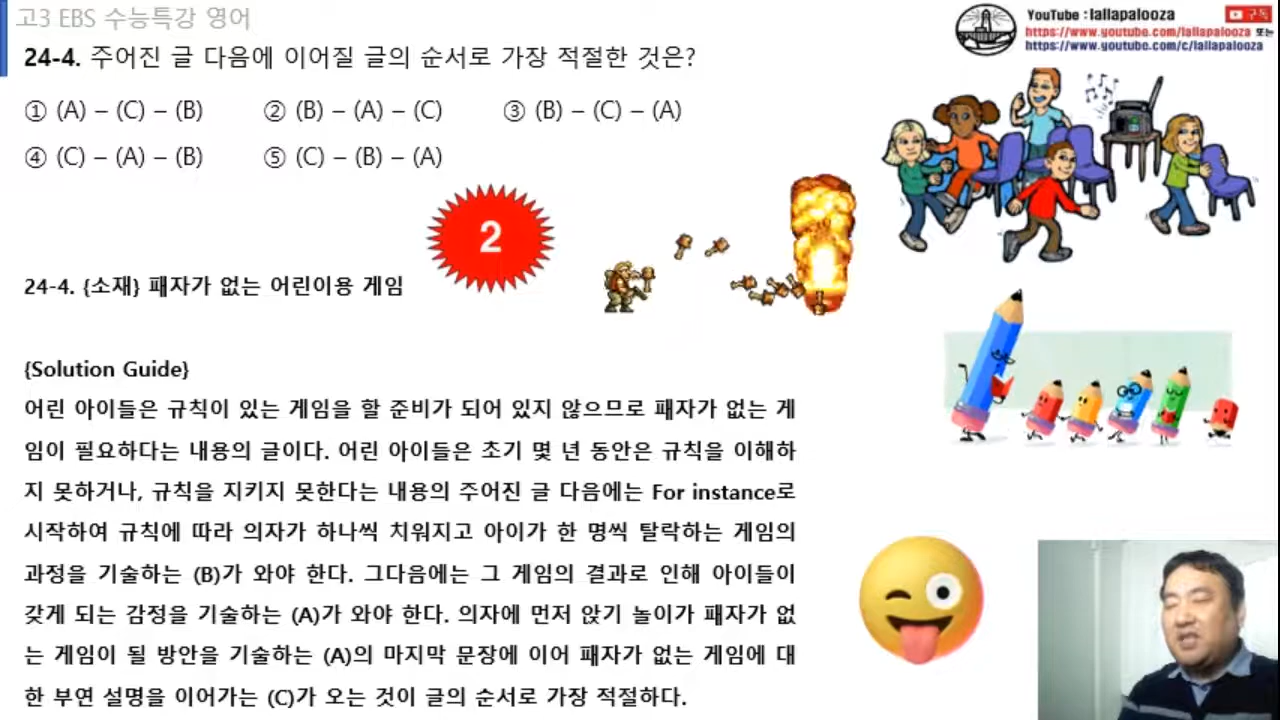 고3 EBS 수능특강 영어
YouTube : lallapalooza
구독
https://www.youtube.com/lallapalooza 또는
https://www.youtube.com/c/lallapalooza
24-4. 주어진 글 다음에 이어질 글의 순서로 가장 적절한 것은?
① (A) – (C) – (B) ② (B) – (A) – (C) ③ (B) – (C) – (A)
④ (C) – (A) – (B) ⑤ (C) – (B) – (A)
2
24-4. {소재} 패자가 없는 어린이용 게임
{Solution Guide}
어린 아이들은 규칙이 있는 게임을 할 준비가 되어 있지 않으므로 패자가 없는 게
임이 필요하다는 내용의 글이다. 어린 아이들은 초기 몇 년 동안은 규칙을 이해하
지 못하거나, 규칙을 지키지 못한다는 내용의 주어진 글 다음에는 For instance로
시작하여 규칙에 따라 의자가 하나씩 치워지고 아이가 한 명씩 탈락하는 게임의
과정을 기술하는 (B)가 와야 한다. 그다음에는 그 게임의 결과로 인해 아이들이
갖게 되는 감정을 기술하는 (A)가 와야 한다. 의자에 먼저 앉기 놀이가 패자가 없
는 게임이 될 방안을 기술하는 (A)의 마지막 문장에 이어 패자가 없는 게임에 대
한 부연 설명을 이어가는 (C)가 오는 것이 글의 순서로 가장 적절하다.